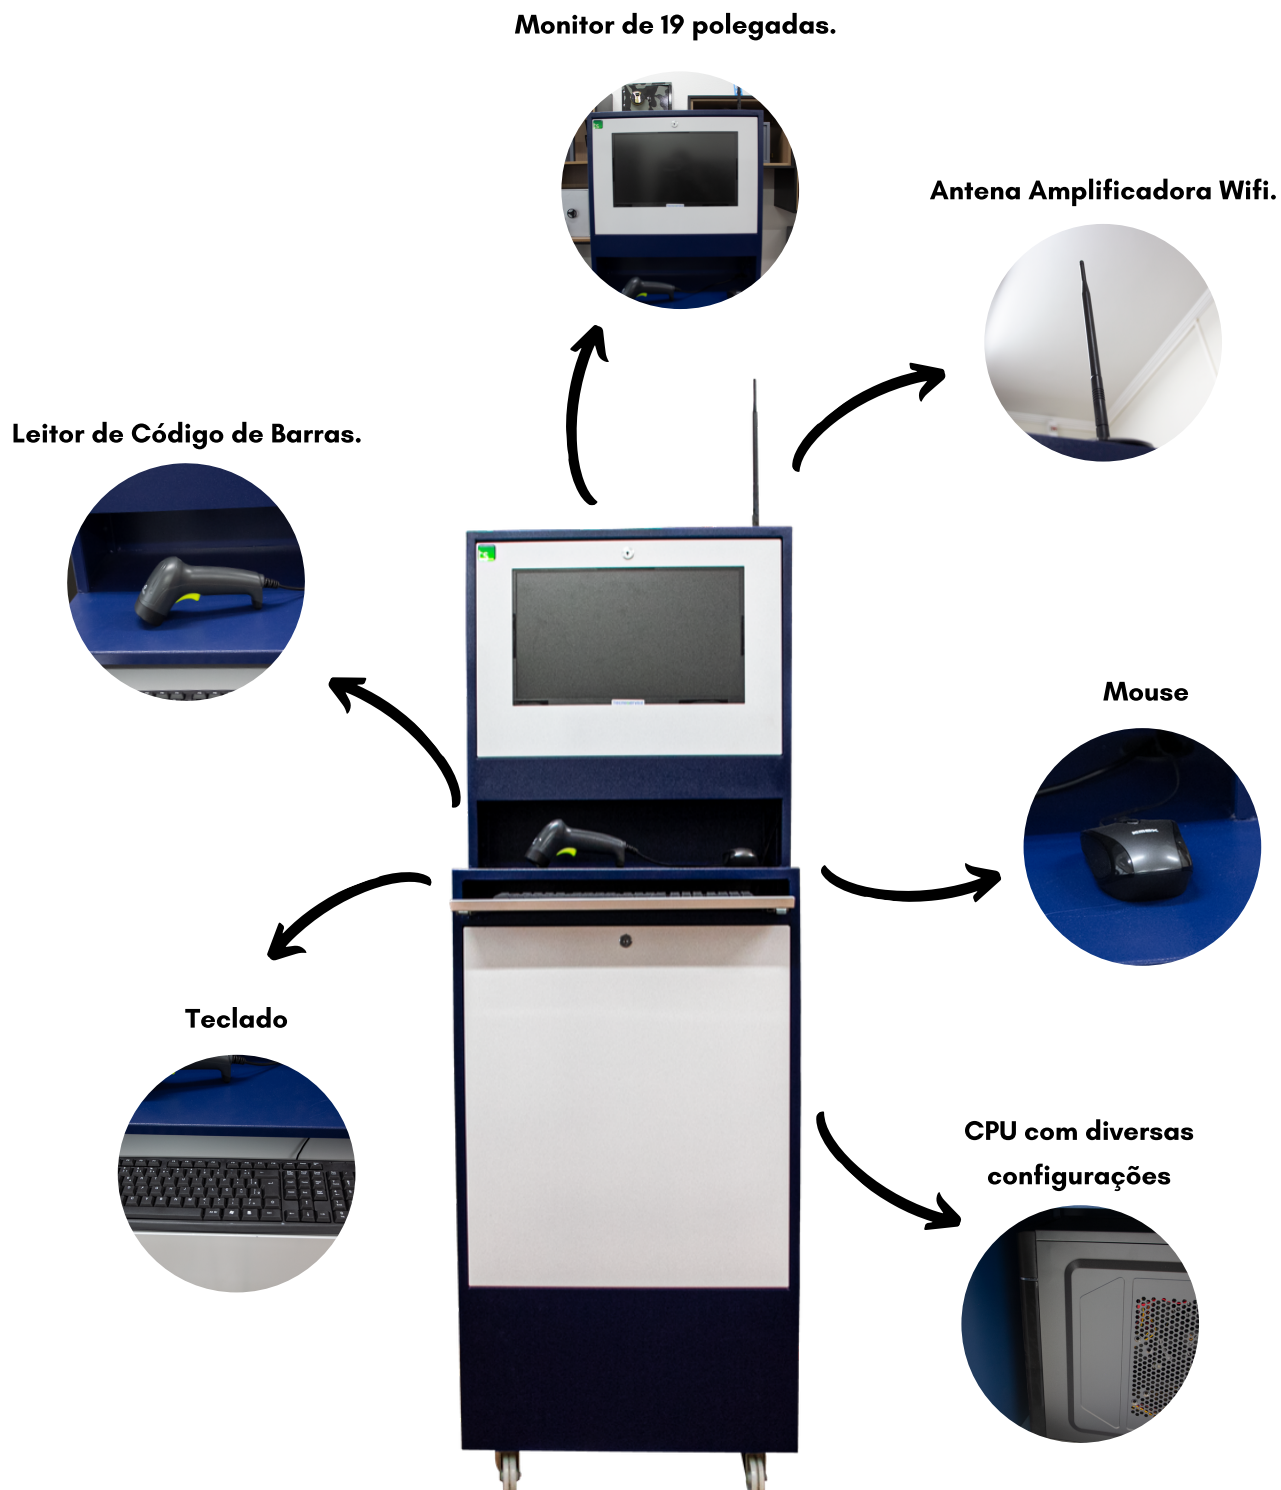 Monitor de 19 polegadas.
Antena Amplificadora Wifi.
Leitor de Código de Barras.
Mouse
Teclado
CPU com diversas
configurações